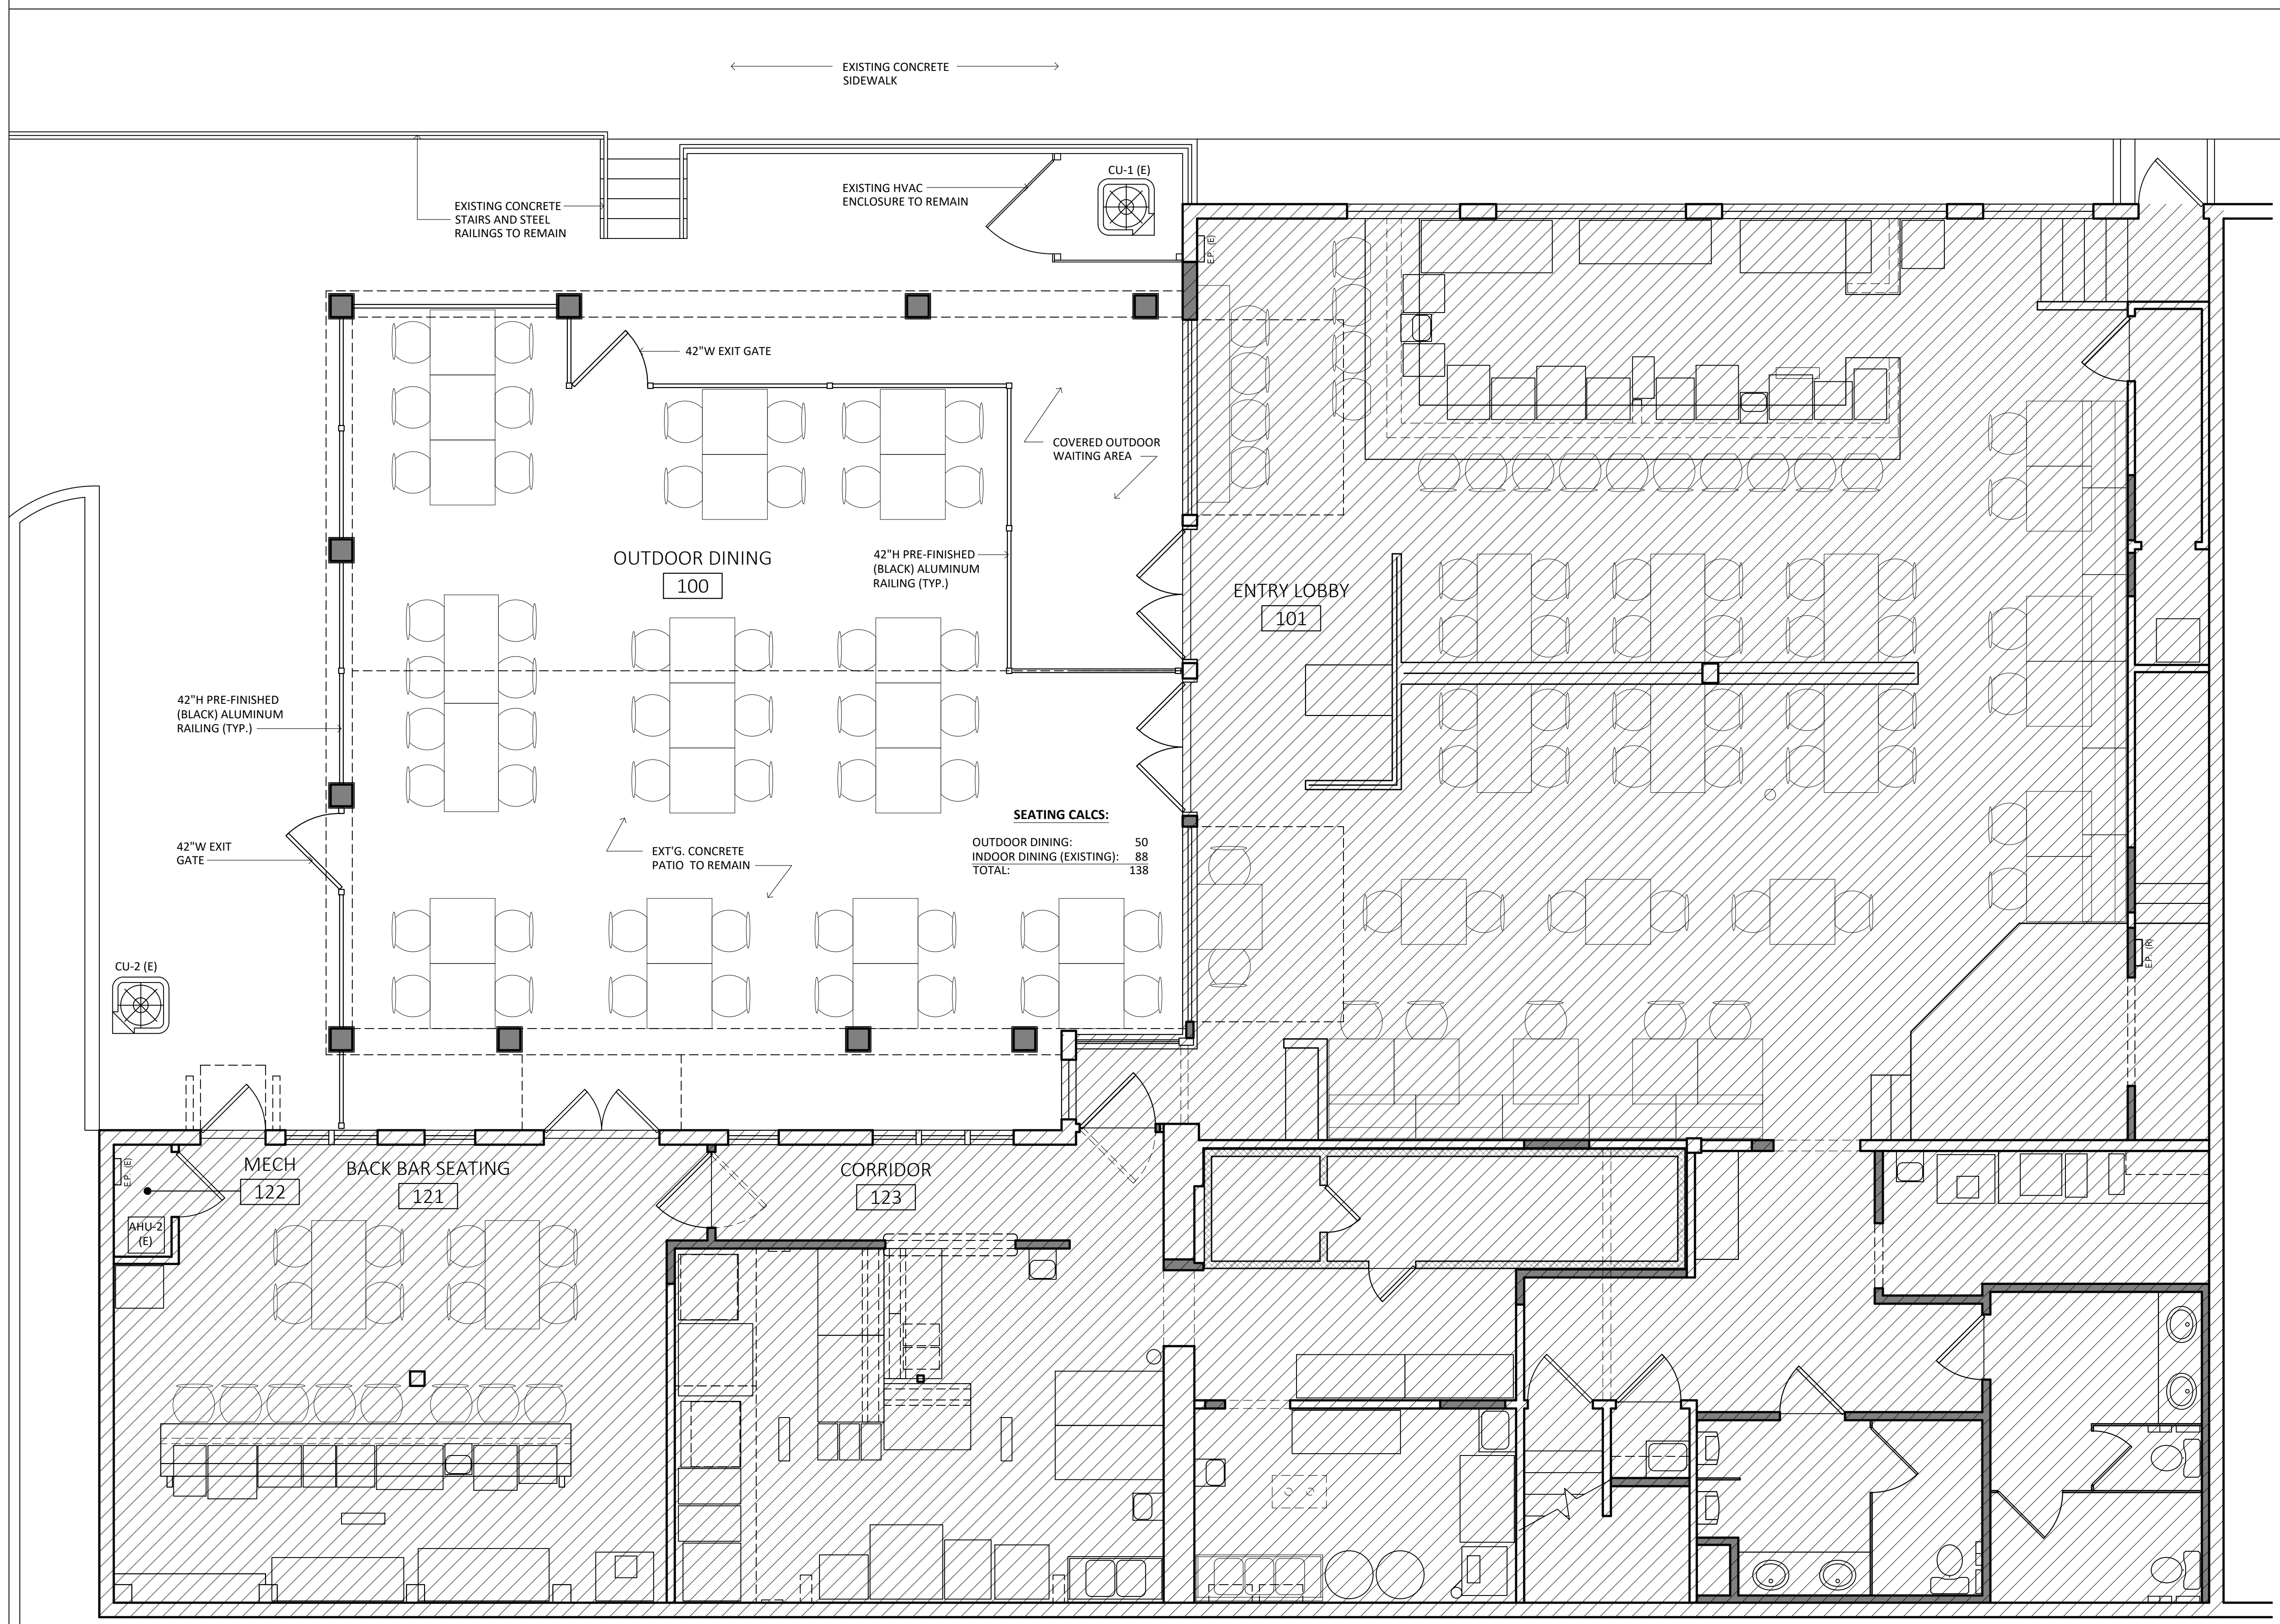 EXISTING CONCRETE
SIDEWALK
CU-1 (E)
EXISTING HVAC
ENCLOSURE TO REMAIN
EXISTING CONCRETE
STAIRS AND STEEL
RAILINGS TO REMAIN
E.P. (E)
42"W EXIT GATE
COVERED OUTDOOR
WAITING AREA
OUTDOOR DINING
100
42"H PRE-FINISHED
(BLACK) ALUMINUM
RAILING (TYP.)
ENTRY LOBBY
101
42"H PRE-FINISHED
(BLACK) ALUMINUM
RAILING (TYP.)
SEATING CALCS:
OUTDOOR DINING: 50
INDOOR DINING (EXISTING): 88
TOTAL: 138
42"W EXIT
GATE
EXT'G. CONCRETE
PATIO TO REMAIN
E.P. (R)
CU-2 (E)
E.P. (E)
MECH
122
BACK BAR SEATING
121
CORRIDOR
123
AHU-2
(E)